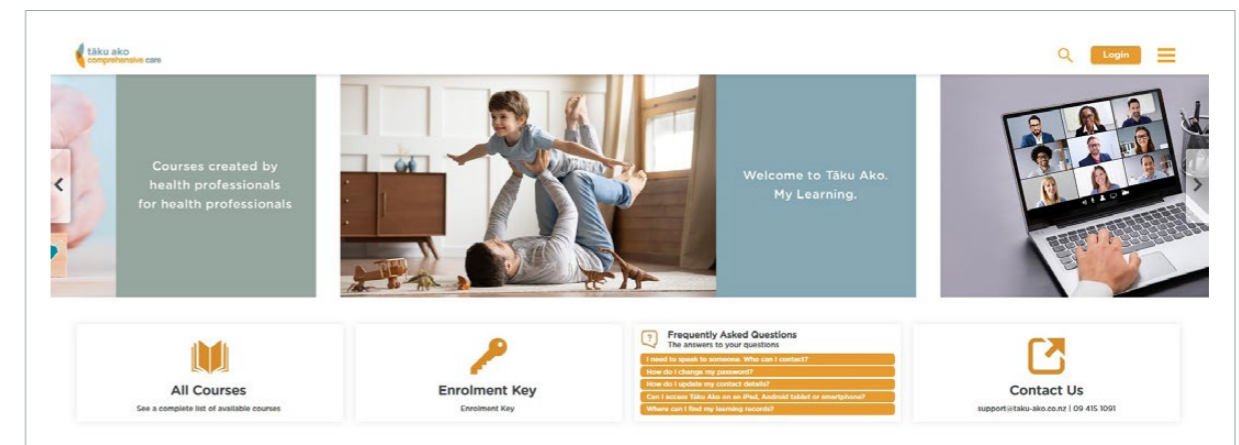 tāku ako
comprehensive care
Login
Courses created by
health professionals
for health professionals
Welcome to Tāku Ako.
My Learning.
All Courses
See a complete list of available courses
Enrolment Key
Enrolment Key
Frequently Asked Questions
The answers to your questions
I need to speak to someone. Who can I contact?
How do I change my password?
How do I update my contact details?
Can I access Tāku Ako on an iPad, Android tablet or smartphone?
Where can I find my learning records?
Contact Us
support@taku-ako.co.nz | 09 415 1091